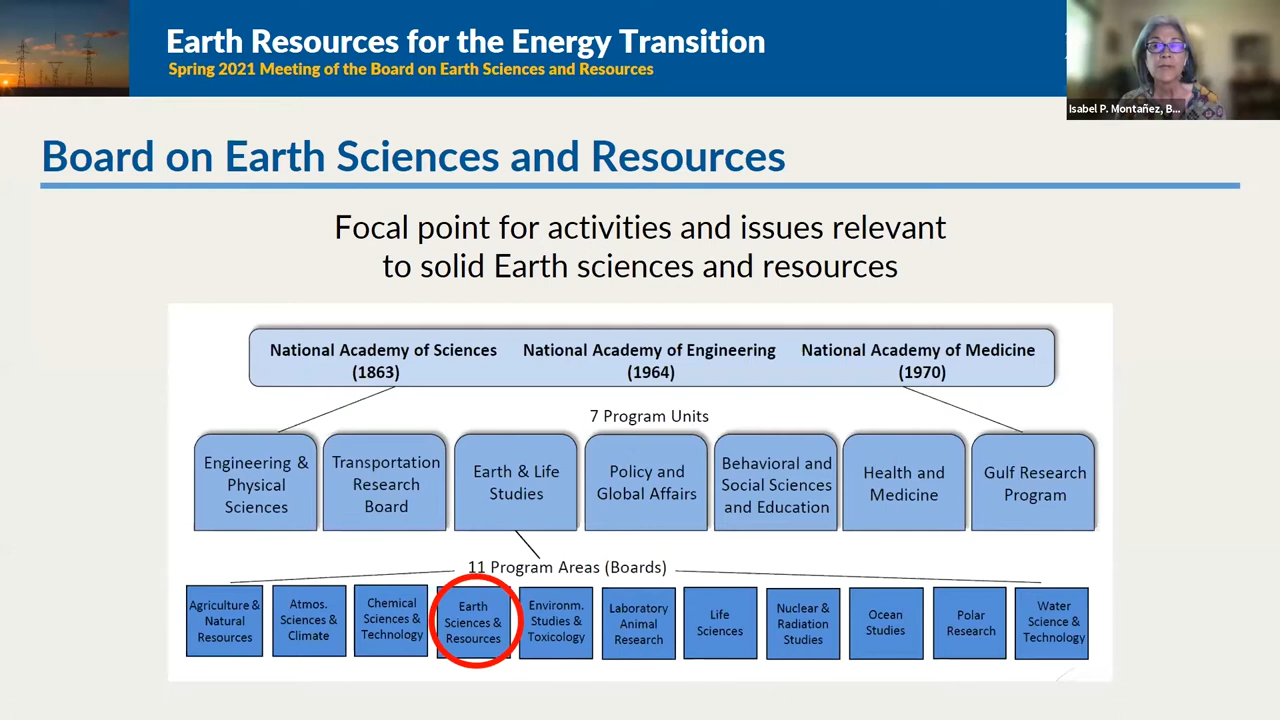 Earth Resources for the Energy Transition
Spring 2021 Meeting of the Board on Earth Sciences and Resources
Isabel P. Montañez, B...
Board on Earth Sciences and Resources
Focal point for activities and issues relevant
to solid Earth sciences and resources
National Academy of Sciences
(1863)
National Academy of Engineering
(1964)
National Academy of Medicine
(1970)
7 Program Units
Engineering &
Physical
Sciences
Transportation
Research
Board
Earth & Life
Studies
Policy and
Global Affairs
Behavioral and
Social Sciences
and Education
Health and
Medicine
Gulf Research
Program
11 Program Areas (Boards)
Agriculture &
Natural
Resources
Atmos.
Sciences &
Climate
Chemical
Sciences &
Technology
Earth
Sciences &
Resources
Environm.
Studies &
Toxicology
Laboratory
Animal
Research
Life
Sciences
Nuclear &
Radiation
Studies
Ocean
Studies
Polar
Research
Water
Science &
Technology